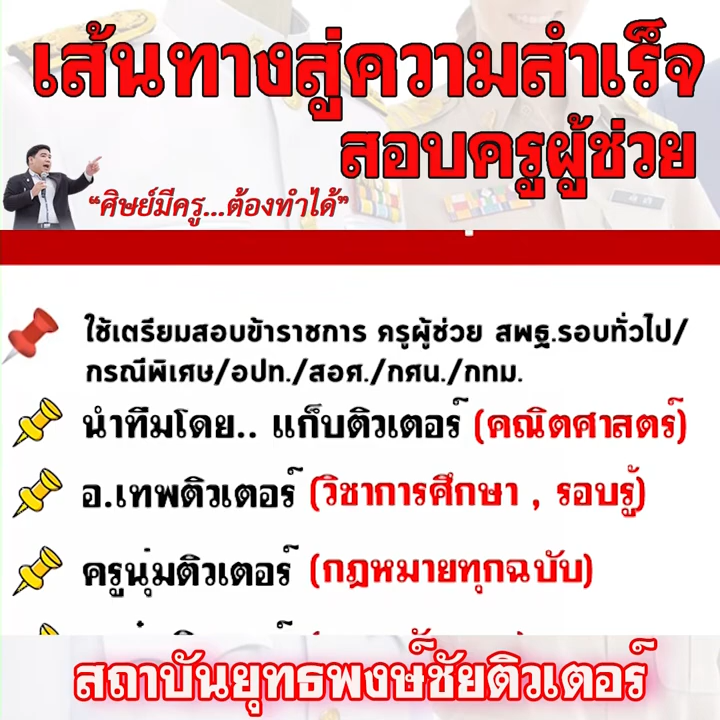 เส้นทางสู่ความสำเร็จ
สอบครูผู้ช่วย
“ศิษย์มีครู...ต้องทำได้”
ใช้เตรียมสอบข้าราชการ ครูผู้ช่วย สพฐ.รอบทั่วไป/
กรณีพิเศษ/อปท./สอศ./กศน./กทม.
นำทีมโดย.. แก๊บติวเตอร์ (คณิตศาสตร์)
อ.เทพติวเตอร์ (วิชาการศึกษา , รอบรู้)
ครูนุ่มติวเตอร์ (กฎหมายทุกฉบับ)
สถาบันยุทธพงษ์ชัยติวเตอร์